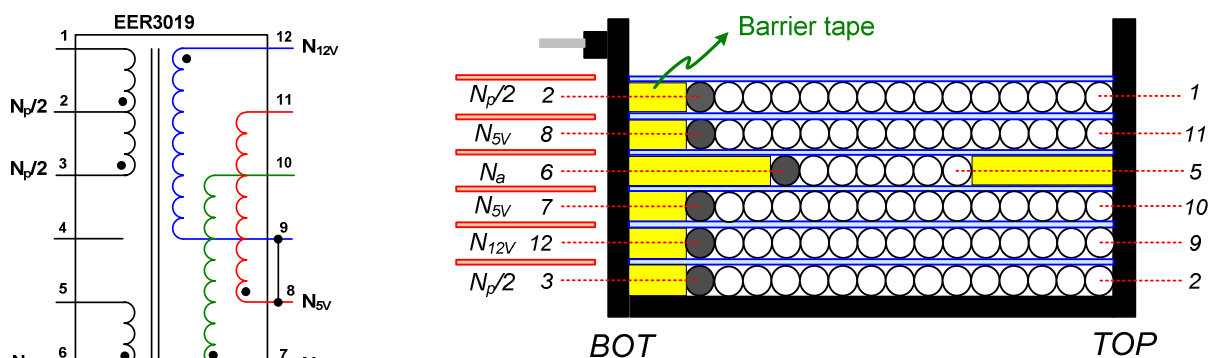 EER3019
1
12
N12V
Np/2
2
11
Np/2
3
10
4
9
5
8
N5V
6
7
Barrier tape
Np/2 2
1
N5V 8
11
Na 6
5
N5V 7
10
N12V 12
9
Np/2 3
2
BOT
TOP